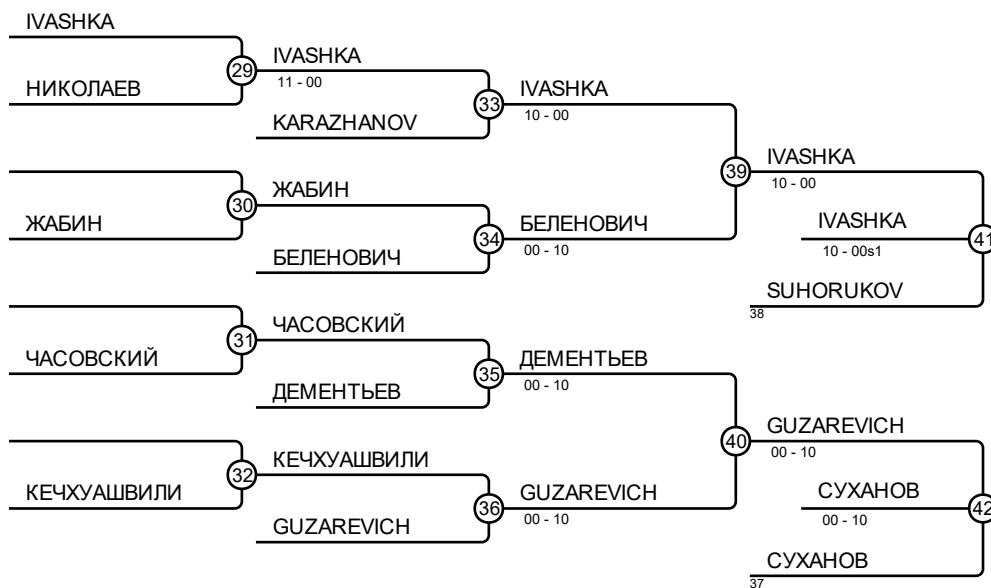 IVASHKA
НИКОЛАЕВ
29
IVASHKA
11 - 00
KARAZHANOV
33
IVASHKA
10 - 00
ЖАБИН
30
ЖАБИН
БЕЛЕНОВИЧ
34
БЕЛЕНОВИЧ
00 - 10
39
IVASHKA
10 - 00
IVASHKA
10 - 00s1
41
SUHORUKOV
38
ЧАСОВСКИЙ
31
ЧАСОВСКИЙ
ДЕМЕНТЬЕВ
35
ДЕМЕНТЬЕВ
00 - 10
КЕЧХУАШВИЛИ
32
КЕЧХУАШВИЛИ
GUZAREVICH
36
GUZAREVICH
00 - 10
40
GUZAREVICH
00 - 10
СУХАНОВ
00 - 10
42
СУХАНОВ
37